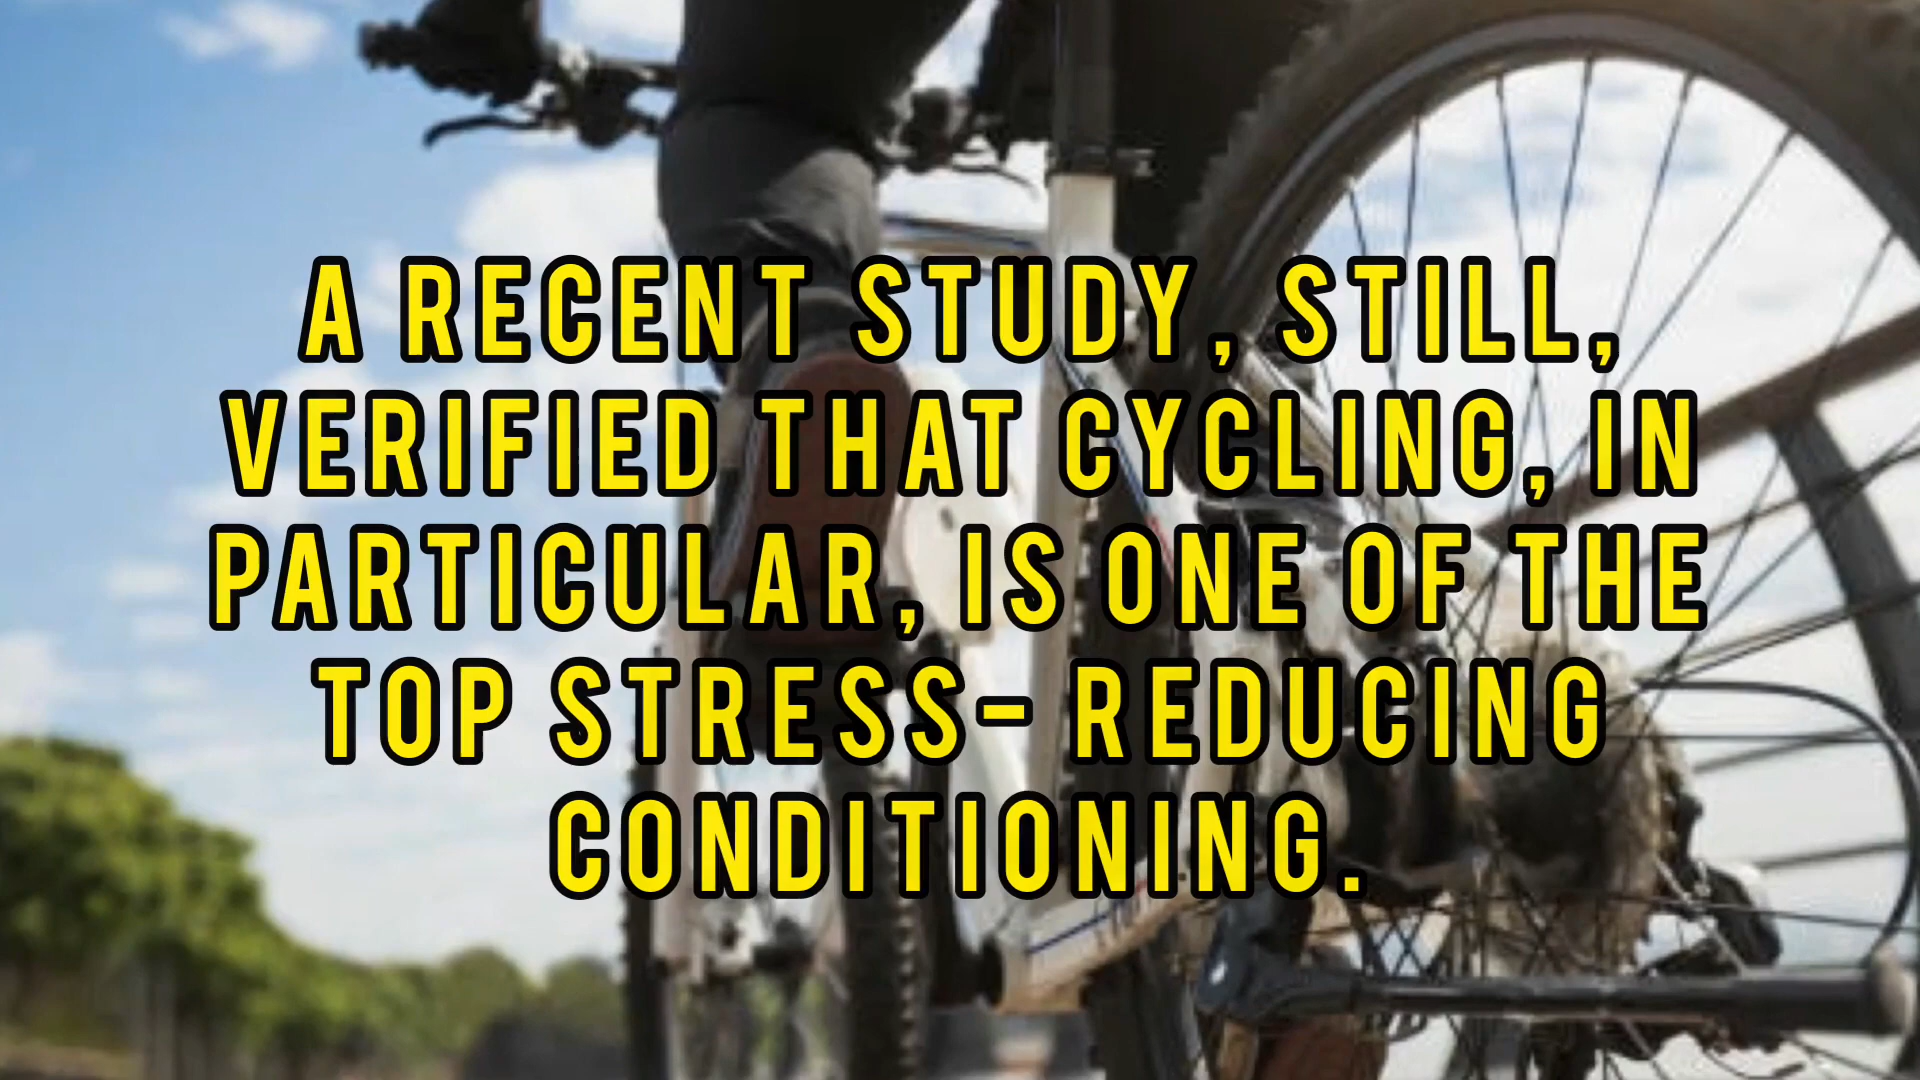 A RECENT STUDY, STILL,
VERIFIED THAT CYCLING, IN
PARTICULAR, IS ONE OF THE
TOP STRESS- REDUCING
CONDITIONING.